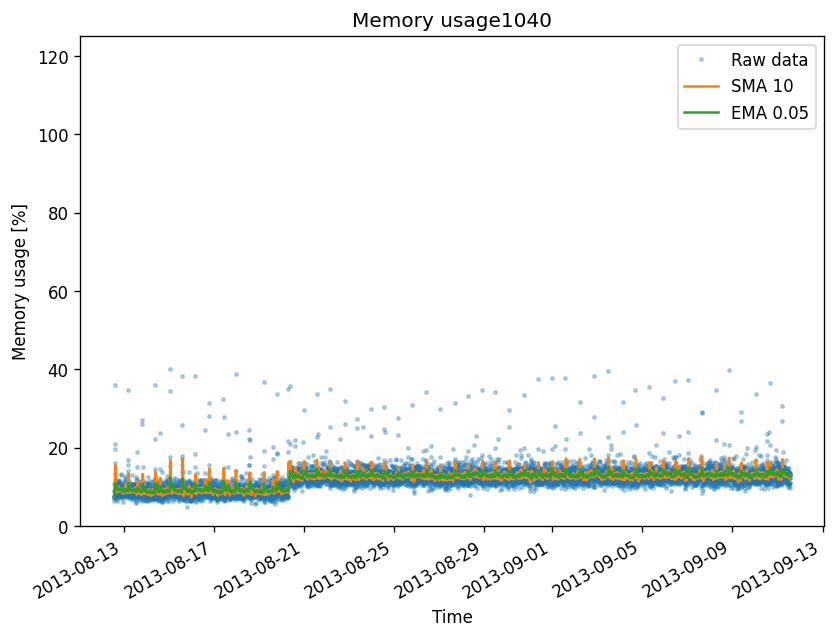 Memory usage1040
Raw data
SMA 10
EMA 0.05
Memory usage [%]
120
100
80
60
40
20
0
2013-08-13
2013-08-17
2013-08-21
2013-08-25
2013-08-29
2013-09-01
2013-09-05
2013-09-09
2013-09-13
Time